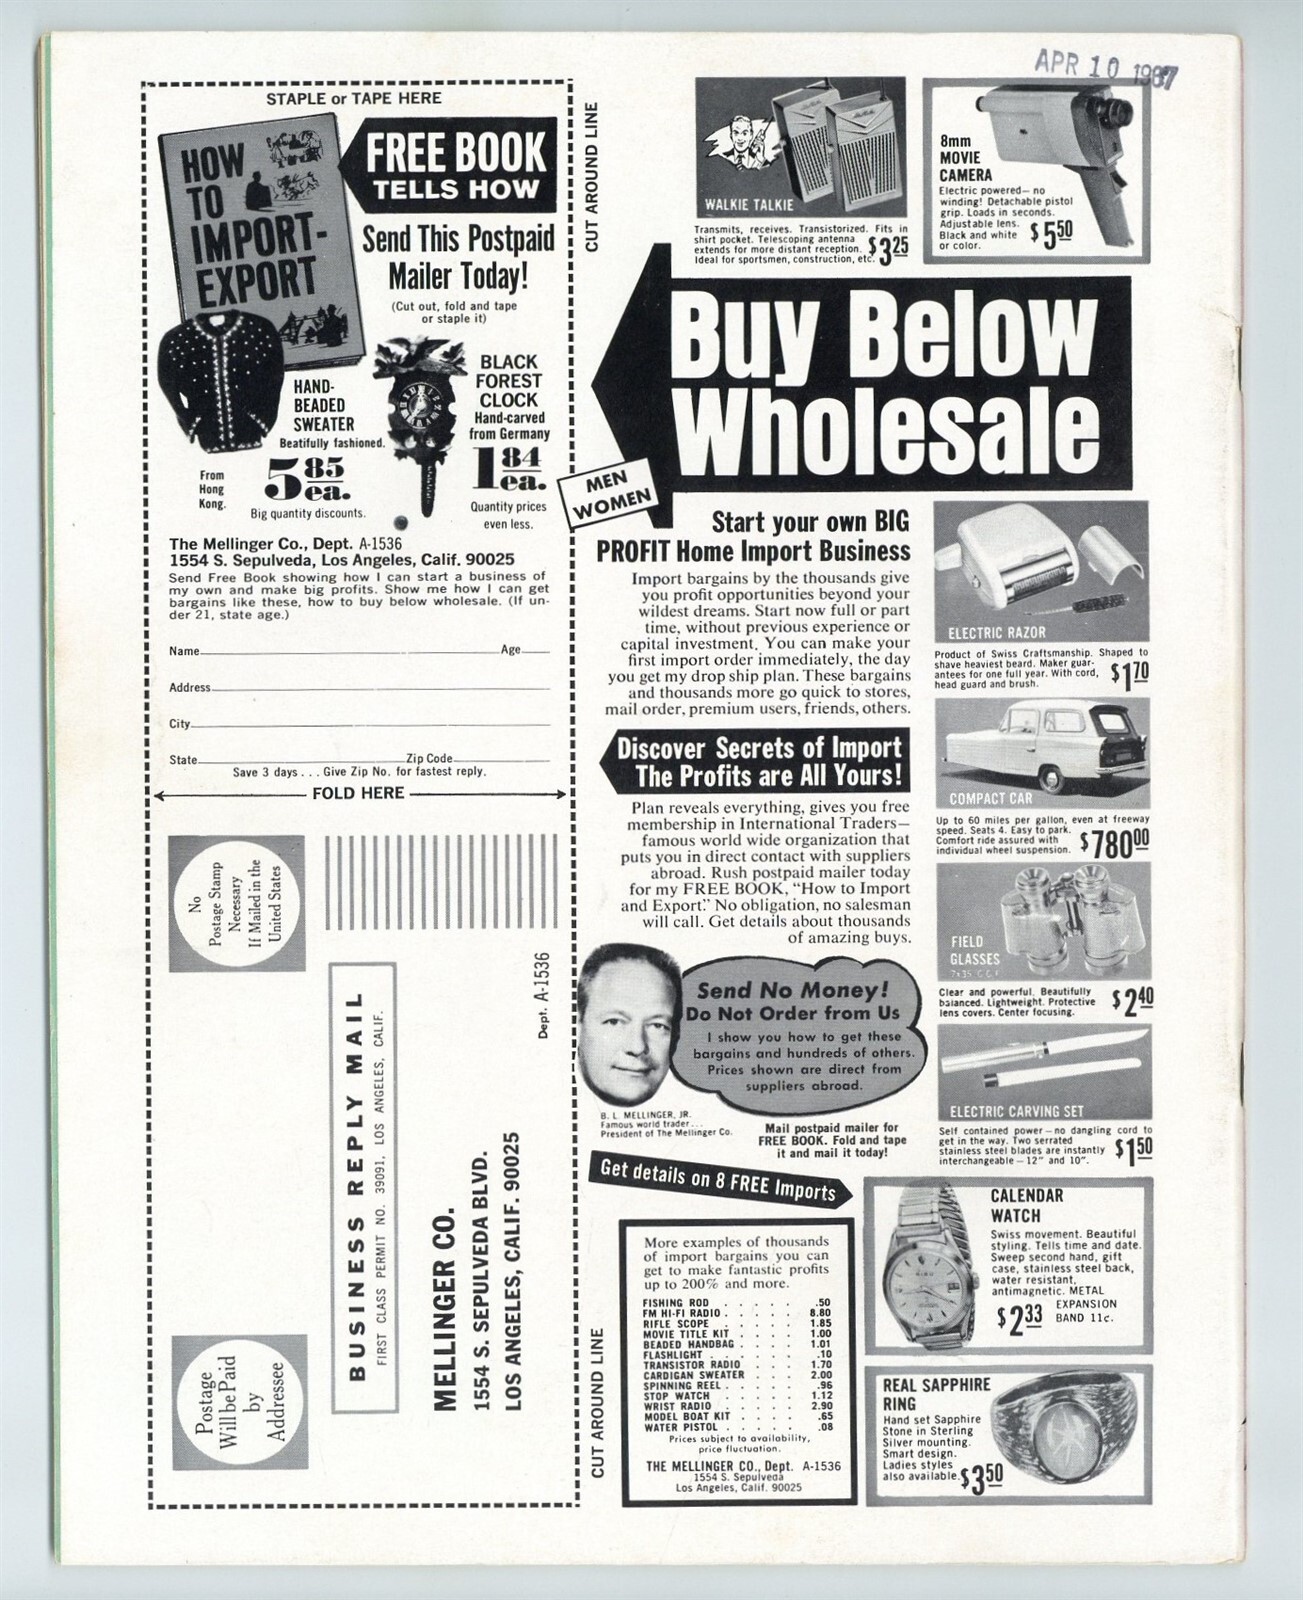 APR 10 1967
STAPLE or TAPE HERE
HOW
TO
IMPORT-
EXPORT
FREE BOOK
TELLS HOW
Send This Postpaid
Mailer Today!
(Cut out, fold and tape
or staple it)
HAND-
BEADED
SWEATER
Beatifully fashioned.
From
Hong
Kong.
5 85 ea.
Big quantity discounts.
BLACK
FOREST
CLOCK
Hand-carved
from Germany
1 84 ea.
Quantity prices
even less.
The Mellinger Co., Dept. A-1536
1554 S. Sepulveda, Los Angeles, Calif. 90025
Send Free Book showing how I can start a business of
my own and make big profits. Show me how I can get
bargains like these, how to buy below wholesale. (If un-
der 21, state age.)
Name Age
Address
City
State Zip Code
Save 3 days . . . Give Zip No. for fastest reply.
FOLD HERE
No
Postage Stamp
Necessary
If Mailed in the
United States
BUSINESS REPLY MAIL
FIRST CLASS PERMIT NO. 39091, LOS ANGELES, CALIF.
Dept. A-1536
MELLINGER CO.
1554 S. SEPULVEDA BLVD.
LOS ANGELES, CALIF. 90025
Postage
Will be Paid
by
Addressee
CUT AROUND LINE
CUT AROUND LINE
WALKIE TALKIE
Transmits, receives. Transistorized. Fits in
shirt pocket. Telescoping antenna
extends for more distant reception.
Ideal for sportsmen, construction, etc.
$3 25
8mm
MOVIE
CAMERA
Electric powered—no
winding! Detachable pistol
grip. Loads in seconds.
Adjustable lens.
Black and white
or color.
$5 50
Buy Below
Wholesale
MEN
WOMEN
Start your own BIG
PROFIT Home Import Business
Import bargains by the thousands give
you profit opportunities beyond your
wildest dreams. Start now full or part
time, without previous experience or
capital investment. You can make your
first import order immediately, the day
you get my drop ship plan. These bargains
and thousands more go quick to stores,
mail order, premium users, friends, others.
Discover Secrets of Import
The Profits are All Yours!
Plan reveals everything, gives you free
membership in International Traders—
famous world wide organization that
puts you in direct contact with suppliers
abroad. Rush postpaid mailer today
for my FREE BOOK, "How to Import
and Export." No obligation, no salesman
will call. Get details about thousands
of amazing buys.
Send No Money!
Do Not Order from Us
I show you how to get these
bargains and hundreds of others.
Prices shown are direct from
suppliers abroad.
B. L. MELLINGER, JR.
Famous world trader...
President of The Mellinger Co.
Mail postpaid mailer for
FREE BOOK. Fold and tape
it and mail it today!
Get details on 8 FREE Imports
More examples of thousands
of import bargains you can
get to make fantastic profits
up to 200% and more.
FISHING ROD . . . . . .50
FM HI-FI RADIO . . . . . 8.80
RIFLE SCOPE . . . . . 1.85
MOVIE TITLE KIT . . . . 1.00
BEADED HANDBAG . . . . 1.01
FLASHLIGHT . . . . . .10
TRANSISTOR RADIO . . . 1.70
CARDIGAN SWEATER . . . 2.00
SPINNING REEL . . . . . .96
STOP WATCH . . . . . 1.12
WRIST RADIO . . . . . 2.90
MODEL BOAT KIT . . . . .65
WATER PISTOL . . . . . .08
Prices subject to availability,
price fluctuation.
THE MELLINGER CO., Dept. A-1536
1554 S. Sepulveda
Los Angeles, Calif. 90025
ELECTRIC RAZOR
Product of Swiss Craftsmanship. Shaped to
shave heaviest beard. Maker guar-
antees for one full year. With cord,
head guard and brush.
$1 70
COMPACT CAR
Up to 60 miles per gallon, even at freeway
speed. Seats 4. Easy to park.
Comfort ride assured with
individual wheel suspension.
$780 00
FIELD
GLASSES
7x35 C.F.
Clear and powerful. Beautifully
balanced. Lightweight. Protective
lens covers. Center focusing.
$2 40
ELECTRIC CARVING SET
Self contained power—no dangling cord to
get in the way. Two serrated
stainless steel blades are instantly
interchangeable—12" and 10".
$1 50
CALENDAR
WATCH
Swiss movement. Beautiful
styling. Tells time and date.
Sweep second hand, gift
case, stainless steel back,
water resistant,
antimagnetic. METAL
EXPANSION
BAND 11c.
$2 33
REAL SAPPHIRE
RING
Hand set Sapphire
Stone in Sterling
Silver mounting.
Smart design.
Ladies styles
also available.
$3 50